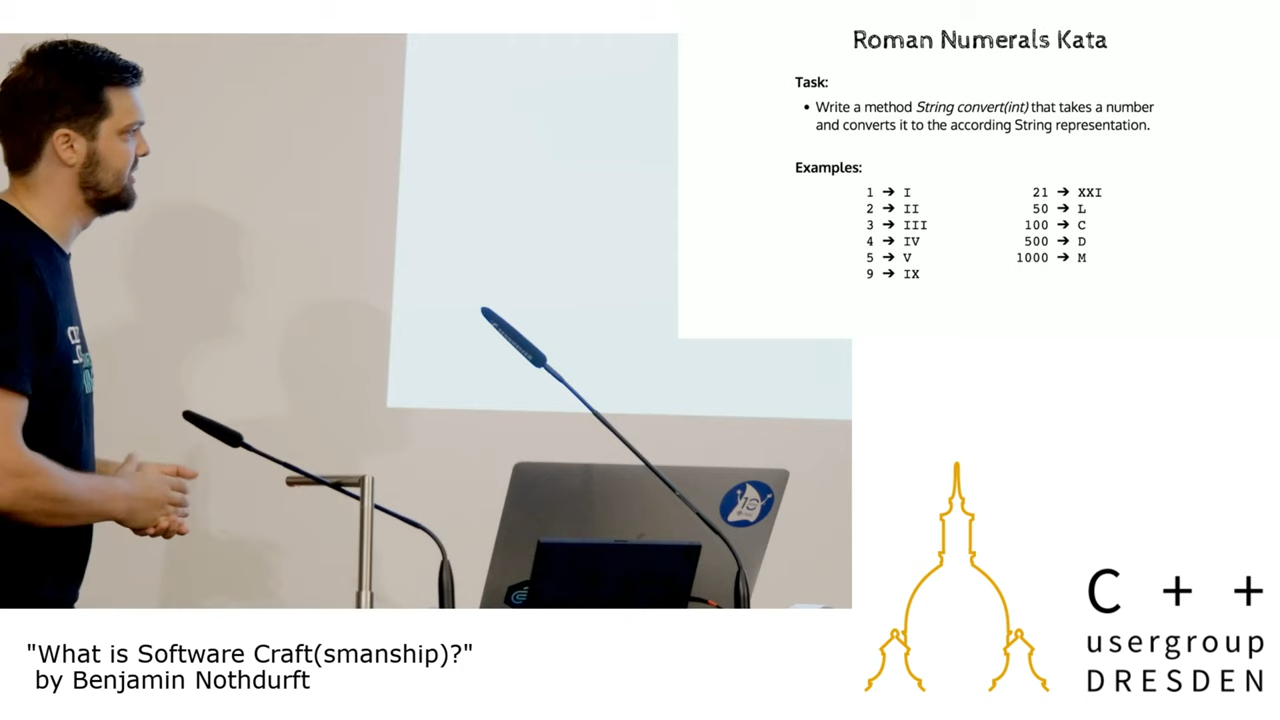 Roman Numerals Kata
Task:
• Write a method String convert(int) that takes a number
and converts it to the according String representation.
Examples:
1 → I
2 → II
3 → III
4 → IV
5 → V
9 → IX
21 → XXI
50 → L
100 → C
500 → D
1000 → M
10
"What is Software Craft(smanship)?"
by Benjamin Nothdurft
C + +
usergroup
DRESDEN